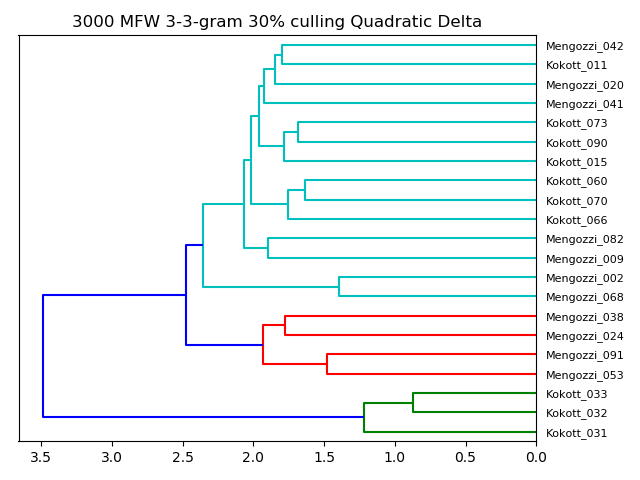 3000 MFW 3-3-gram 30% culling Quadratic Delta
Mengozzi_042
Kokott_011
Mengozzi_020
Mengozzi_041
Kokott_073
Kokott_090
Kokott_015
Kokott_060
Kokott_070
Kokott_066
Mengozzi_082
Mengozzi_009
Mengozzi_002
Mengozzi_068
Mengozzi_038
Mengozzi_024
Mengozzi_091
Mengozzi_053
Kokott_033
Kokott_032
Kokott_031
3.5 3.0 2.5 2.0 1.5 1.0 0.5 0.0